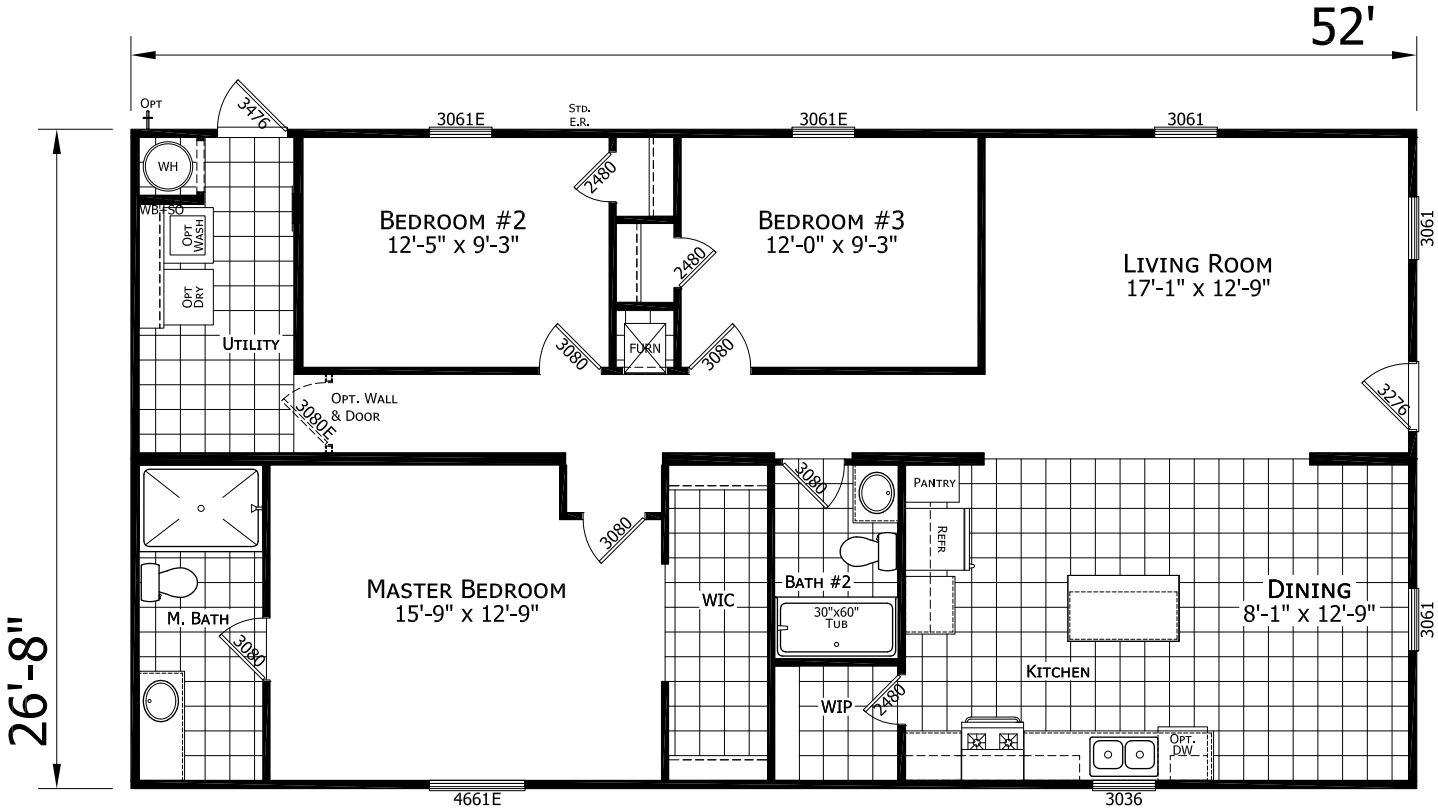 52'
OPT
3476
3061E
STD.
E.R.
3061E
3061
WH
WB+SO
OPT
WASH
OPT
DRY
UTILITY
BEDROOM #2
12'-5" x 9'-3"
2480
2480
BEDROOM #3
12'-0" x 9'-3"
LIVING ROOM
17'-1" x 12'-9"
3061
3080
FURN
3080
3080E
OPT. WALL
& DOOR
3276
26'-8"
M. BATH
3080
MASTER BEDROOM
15'-9" x 12'-9"
3080
WIC
3080
BATH #2
30"x60"
TUB
WIP
2480
PANTRY
REFR
KITCHEN
DINING
8'-1" x 12'-9"
3061
OPT.
DW
4661E
3036